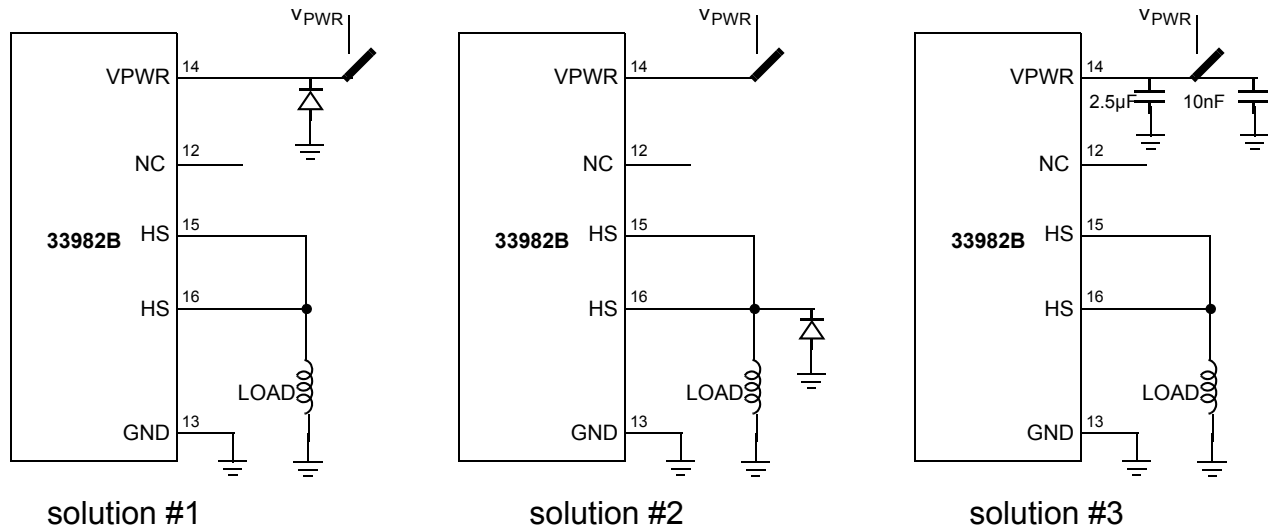 VPWR
VPWR
14
NC
12
33982B
HS
15
HS
16
LOAD
GND
13
solution #1
VPWR
VPWR
14
NC
12
33982B
HS
15
HS
16
LOAD
GND
13
solution #2
VPWR
VPWR
14
2.5µF
10nF
NC
12
33982B
HS
15
HS
16
LOAD
GND
13
solution #3